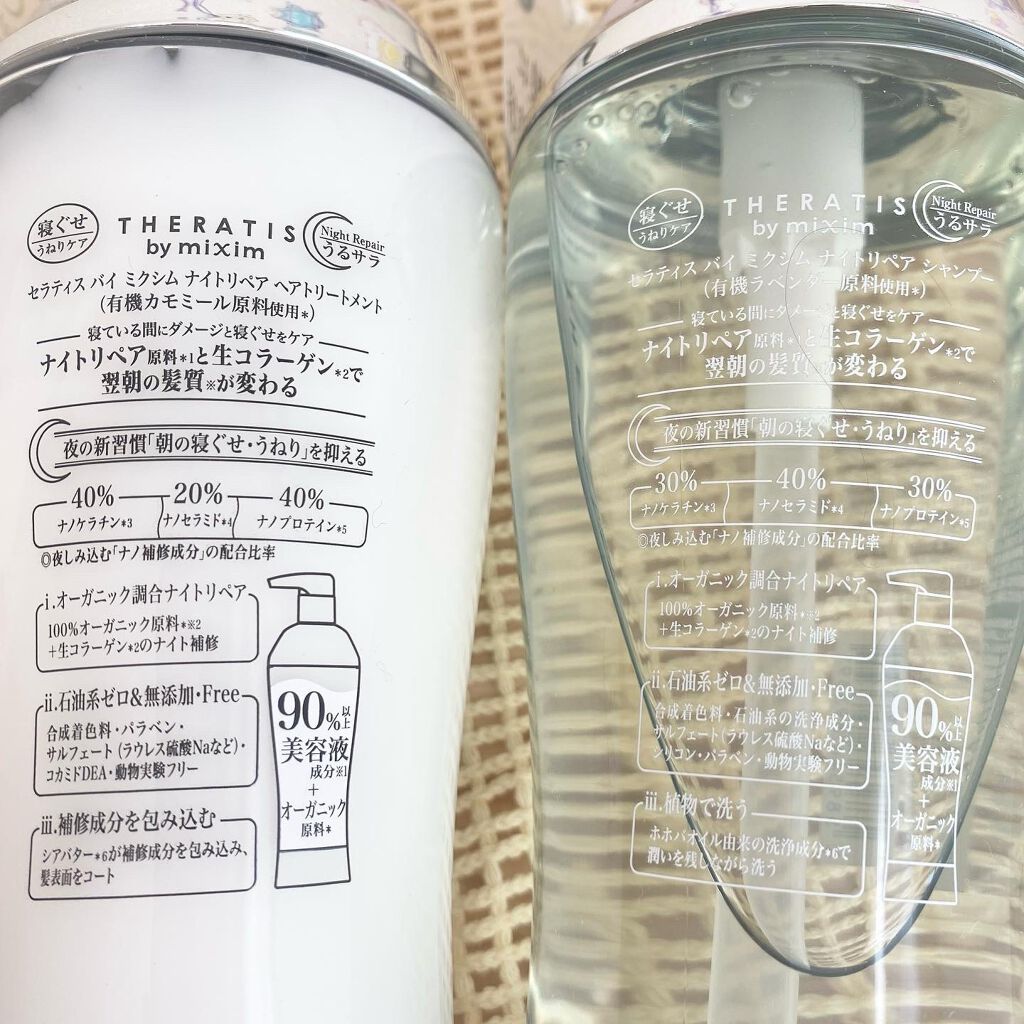 寝ぐせ
うねりケア
THERATIS
by mixim
Night Repair
うるサラ
セラティス バイ ミクシム ナイトリペア ヘアトリートメント
(有機カモミール原料使用*)
寝ている間にダメージと寝ぐせをケア
ナイトリペア原料*1と生コラーゲン*2で
翌朝の髪質※が変わる
夜の新習慣「朝の寝ぐせ・うねり」を抑える
40% 20% 40%
ナノケラチン*3 ナノセラミド*4 ナノプロテイン*5
◎夜しみ込む「ナノ補修成分」の配合比率
i.オーガニック調合ナイトリペア
100%オーガニック原料*※2
+生コラーゲン*2のナイト補修
ii.石油系ゼロ&無添加・Free
合成着色料・パラベン・
サルフェート(ラウレス硫酸Naなど)・
コカミドDEA・動物実験フリー
iii.補修成分を包み込む
シアバター*6が補修成分を包み込み、
髪表面をコート
90%以上
美容液
成分※1
+
オーガニック
原料*
寝ぐせ
うねりケア
THERATIS
by mixim
Night Repair
うるサラ
セラティス バイ ミクシム ナイトリペア シャンプー
(有機ラベンダー原料使用*)
寝ている間にダメージと寝ぐせをケア
ナイトリペア原料*1と生コラーゲン*2で
翌朝の髪質※が変わる
夜の新習慣「朝の寝ぐせ・うねり」を抑える
30% 40% 30%
ナノケラチン*3 ナノセラミド*4 ナノプロテイン*5
◎夜しみ込む「ナノ補修成分」の配合比率
i.オーガニック調合ナイトリペア
100%オーガニック原料*※2
+生コラーゲン*2のナイト補修
ii.石油系ゼロ&無添加・Free
合成着色料・石油系の洗浄成分・
サルフェート(ラウレス硫酸Naなど)・
シリコン・パラベン・動物実験フリー
iii.植物で洗う
ホホバオイル由来の洗浄成分*6で
潤いを残しながら洗う
90%以上
美容液
成分※1
+
オーガニック
原料*